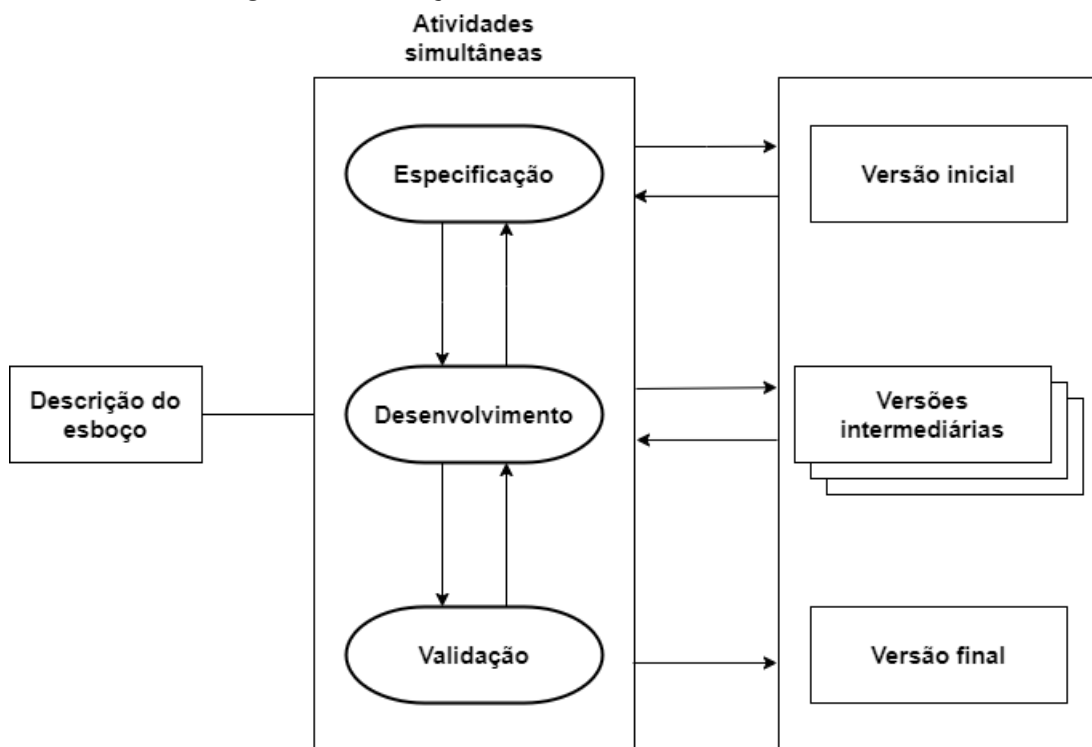 Atividades
simultâneas
Especificação
Versão inicial
Descrição do
esboço
Desenvolvimento
Versões
intermediárias
Validação
Versão final